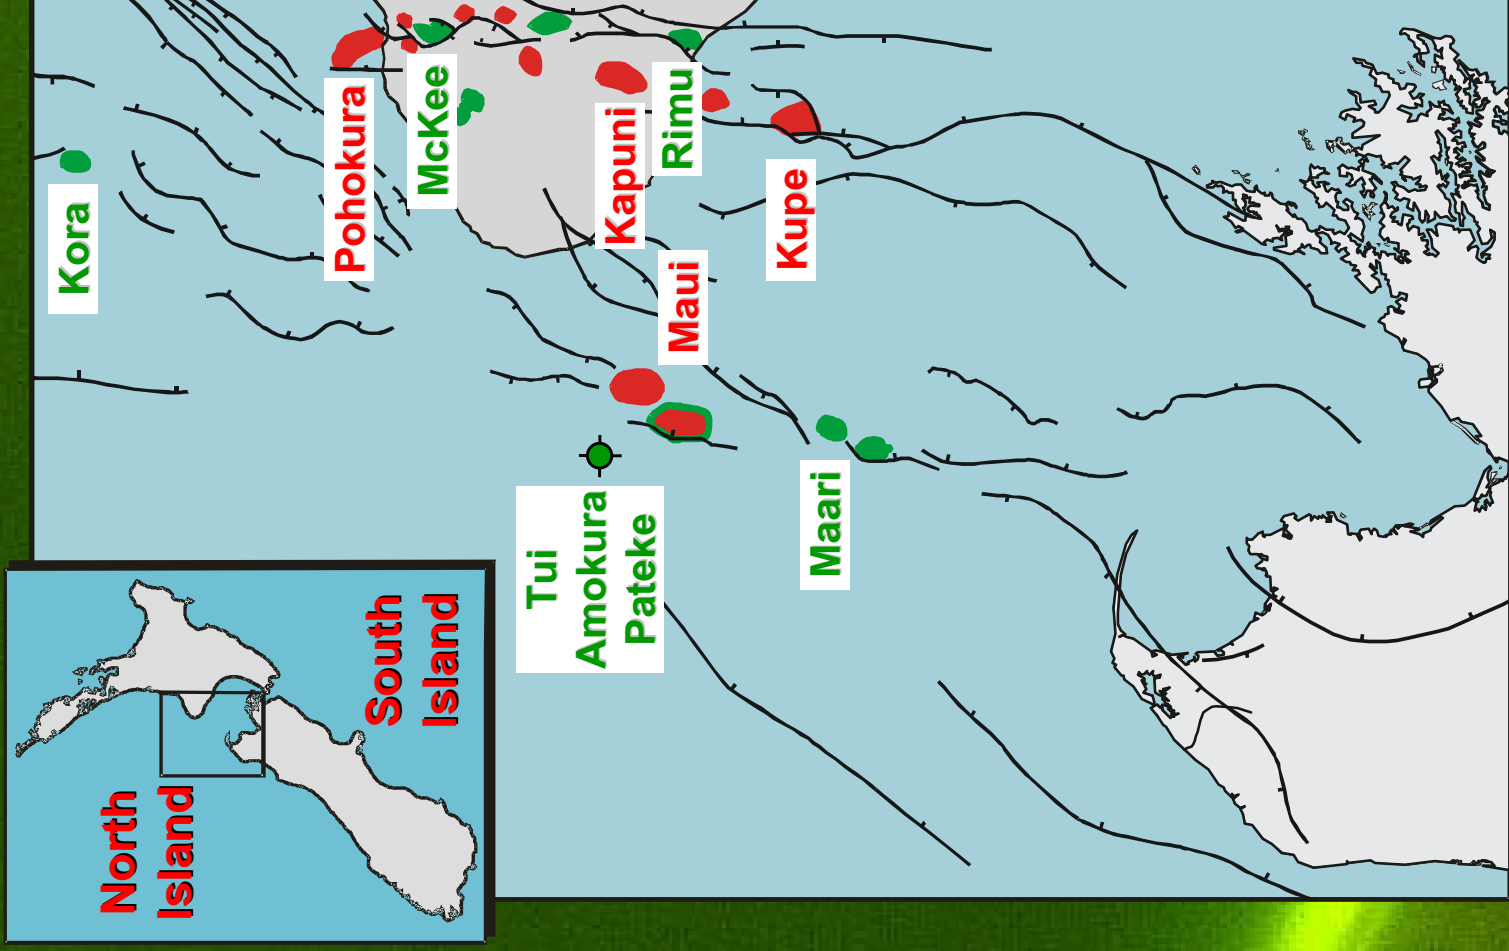 North
Island
South
Island
Kora
Pohokura
McKee
Kapuni
Rimu
Kupe
Maui
Tui
Amokura
Pateke
Maari